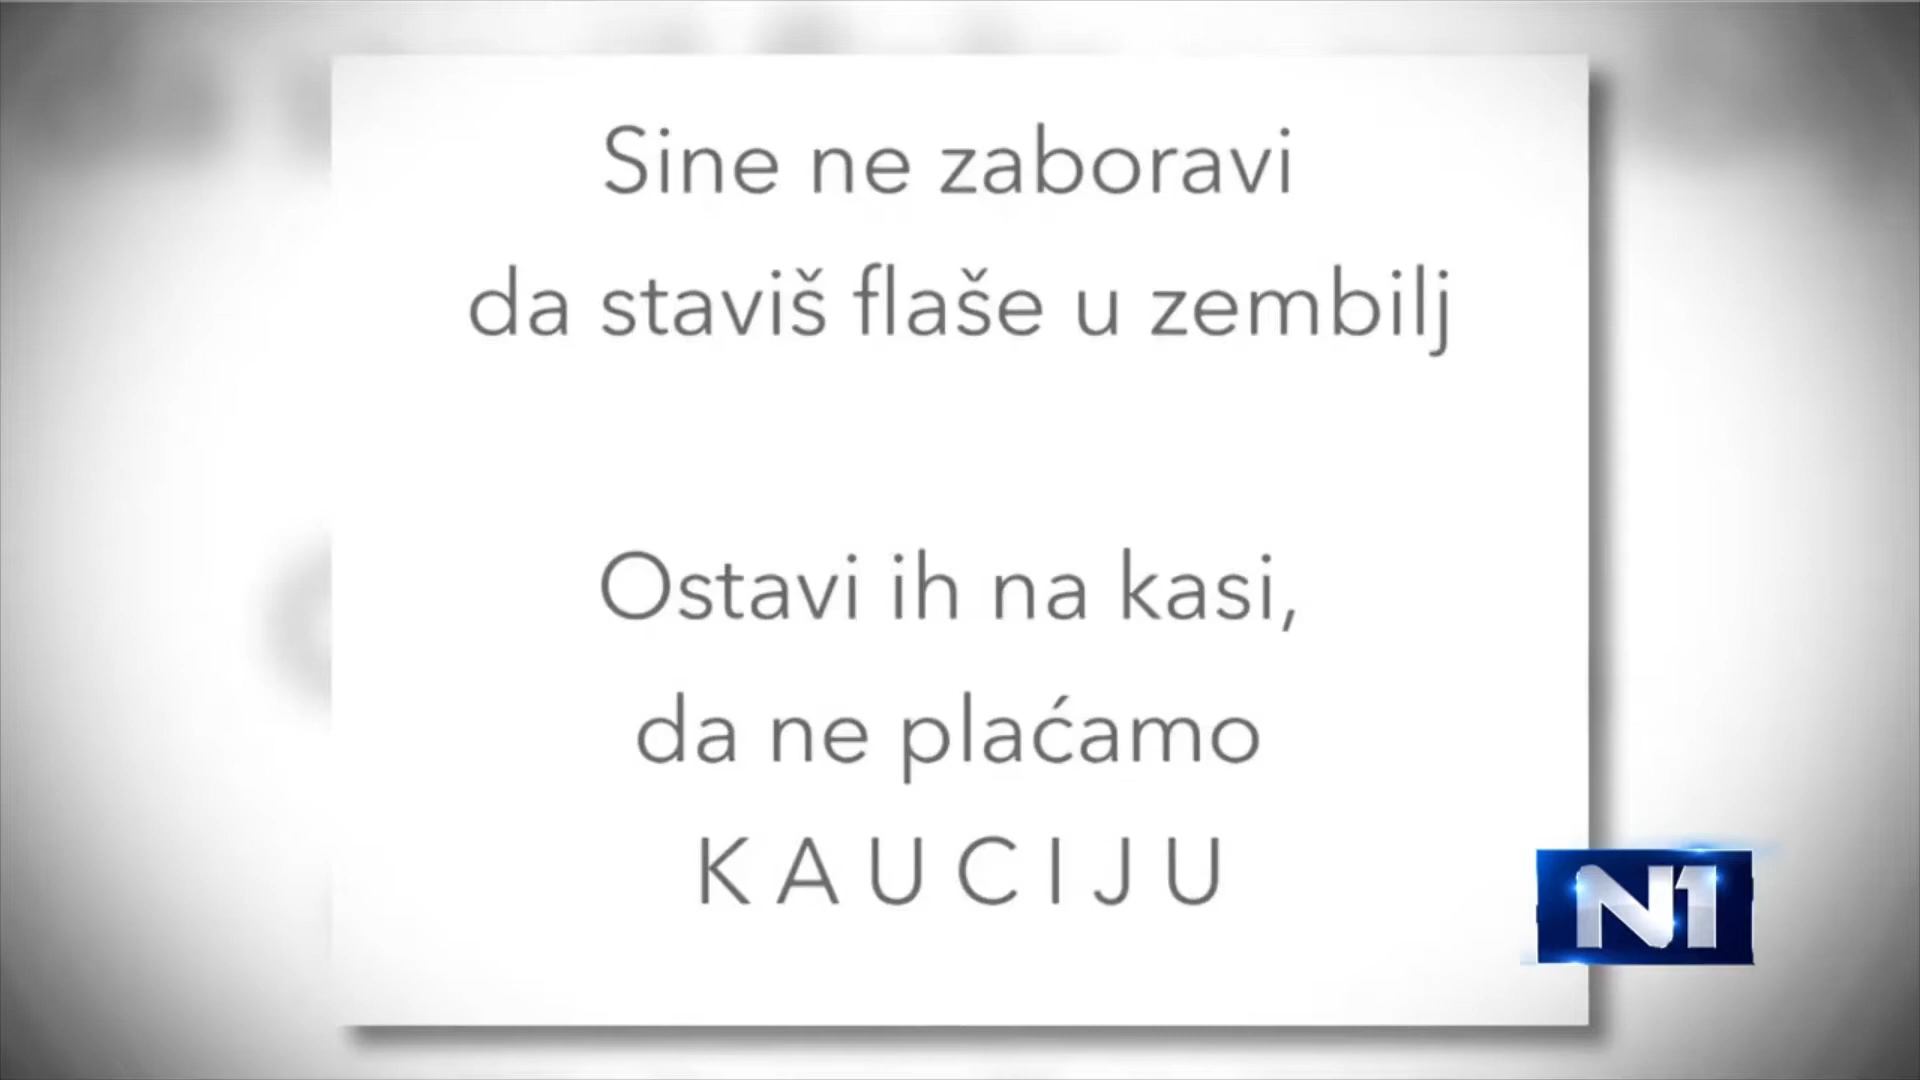 Sine ne zaboravi
da staviš flaše u zembilj
Ostavi ih na kasi,
da ne plaćamo
K A U C I J U
N1